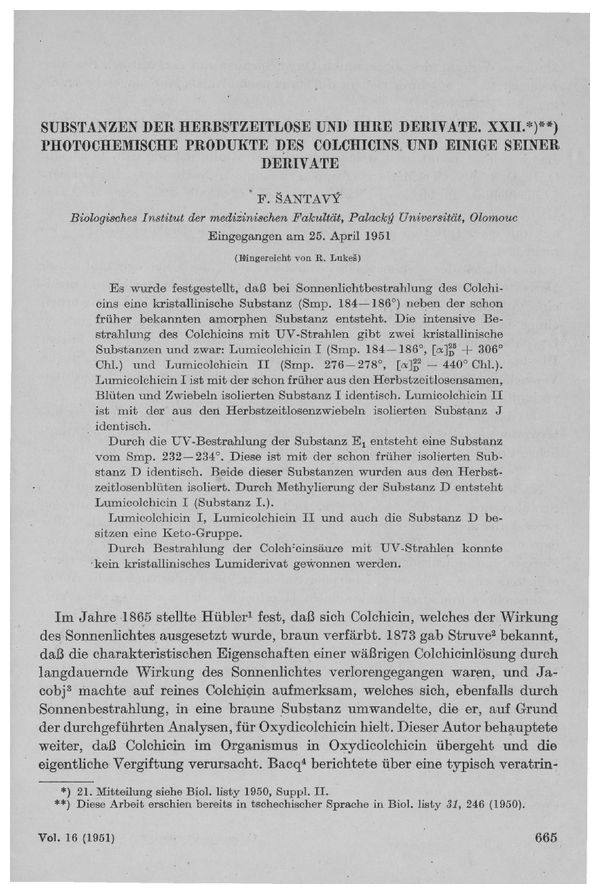 SUBSTANZEN DER HERBSTZEITLOSE UND IHRE DERIVATE. XXII.*)**)
PHOTOCHEMISCHE PRODUKTE DES COLCHICINS UND EINIGE SEINER
DERIVATE
F. ŠANTAVÝ
Biologisches Institut der medizinischen Fakultät, Palacký Universität, Olomouc
Eingegangen am 25. April 1951
(Eingereicht von R. Lukeš)
Es wurde festgestellt, daß bei Sonnenlichtbestrahlung des Colchi-
cins eine kristallinische Substanz (Smp. 184—186°) neben der schon
früher bekannten amorphen Substanz entsteht. Die intensive Be-
strahlung des Colchicins mit UV-Strahlen gibt zwei kristallinische
Substanzen und zwar: Lumicolchicin I (Smp. 184—186°, [α]25D + 306°
Chl.) und Lumicolchicin II (Smp. 276—278°, [α]22D — 440° Chl.).
Lumicolchicin I ist mit der schon früher aus den Herbstzeitlosensamen,
Blüten und Zwiebeln isolierten Substanz I identisch. Lumicolchicin II
ist mit der aus den Herbstzeitlosenzwiebeln isolierten Substanz J
identisch.
Durch die UV-Bestrahlung der Substanz E1 entsteht eine Substanz
vom Smp. 232—234°. Diese ist mit der schon früher isolierten Sub-
stanz D identisch. Beide dieser Substanzen wurden aus den Herbst-
zeitlosenblüten isoliert. Durch Methylierung der Substanz D entsteht
Lumicolchicin I (Substanz I.).
Lumicolchicin I, Lumicolchicin II und auch die Substanz D be-
sitzen eine Keto-Gruppe.
Durch Bestrahlung der Colchicinsäure mit UV-Strahlen konnte
kein kristallinisches Lumiderivat gewonnen werden.
Im Jahre 1865 stellte Hübler1 fest, daß sich Colchicin, welches der Wirkung
des Sonnenlichtes ausgesetzt wurde, braun verfärbt. 1873 gab Struve2 bekannt,
daß die charakteristischen Eigenschaften einer wäßrigen Colchicinlösung durch
langdauernde Wirkung des Sonnenlichtes verlorengegangen waren, und Ja-
cobj3 machte auf reines Colchicin aufmerksam, welches sich, ebenfalls durch
Sonnenbestrahlung, in eine braune Substanz umwandelte, die er, auf Grund
der durchgeführten Analysen, für Oxydicolchicin hielt. Dieser Autor behauptete
weiter, daß Colchicin im Organismus in Oxydicolchicin übergeht und die
eigentliche Vergiftung verursacht. Bacq4 berichtete über eine typisch veratrin-
*) 21. Mitteilung siehe Biol. listy 1950, Suppl. II.
**) Diese Arbeit erschien bereits in tschechischer Sprache in Biol. listy 31, 246 (1950).
Vol. 16 (1951)
665